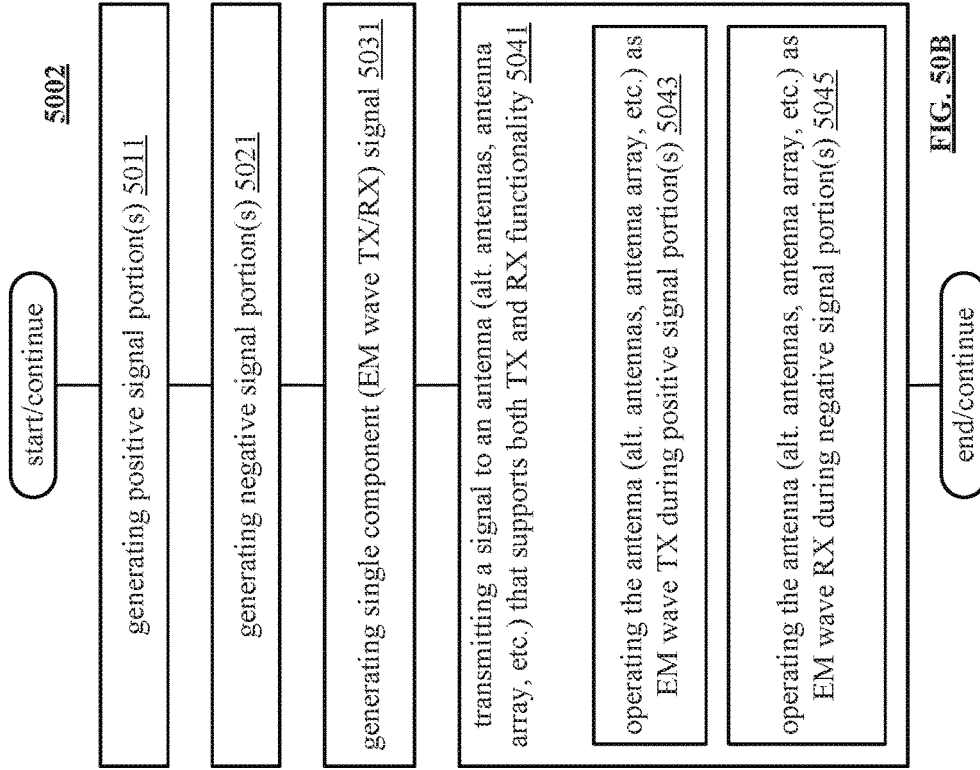 5002
start/continue
generating positive signal portion(s) 5011
generating negative signal portion(s) 5021
generating single component (EM wave TX/RX) signal 5031
transmitting a signal to an antenna (alt. antennas, antenna
array, etc.) that supports both TX and RX functionality 5041
operating the antenna (alt. antennas, antenna array, etc.) as
EM wave TX during positive signal portion(s) 5043
operating the antenna (alt. antennas, antenna array, etc.) as
EM wave RX during negative signal portion(s) 5045
end/continue
FIG. 50B